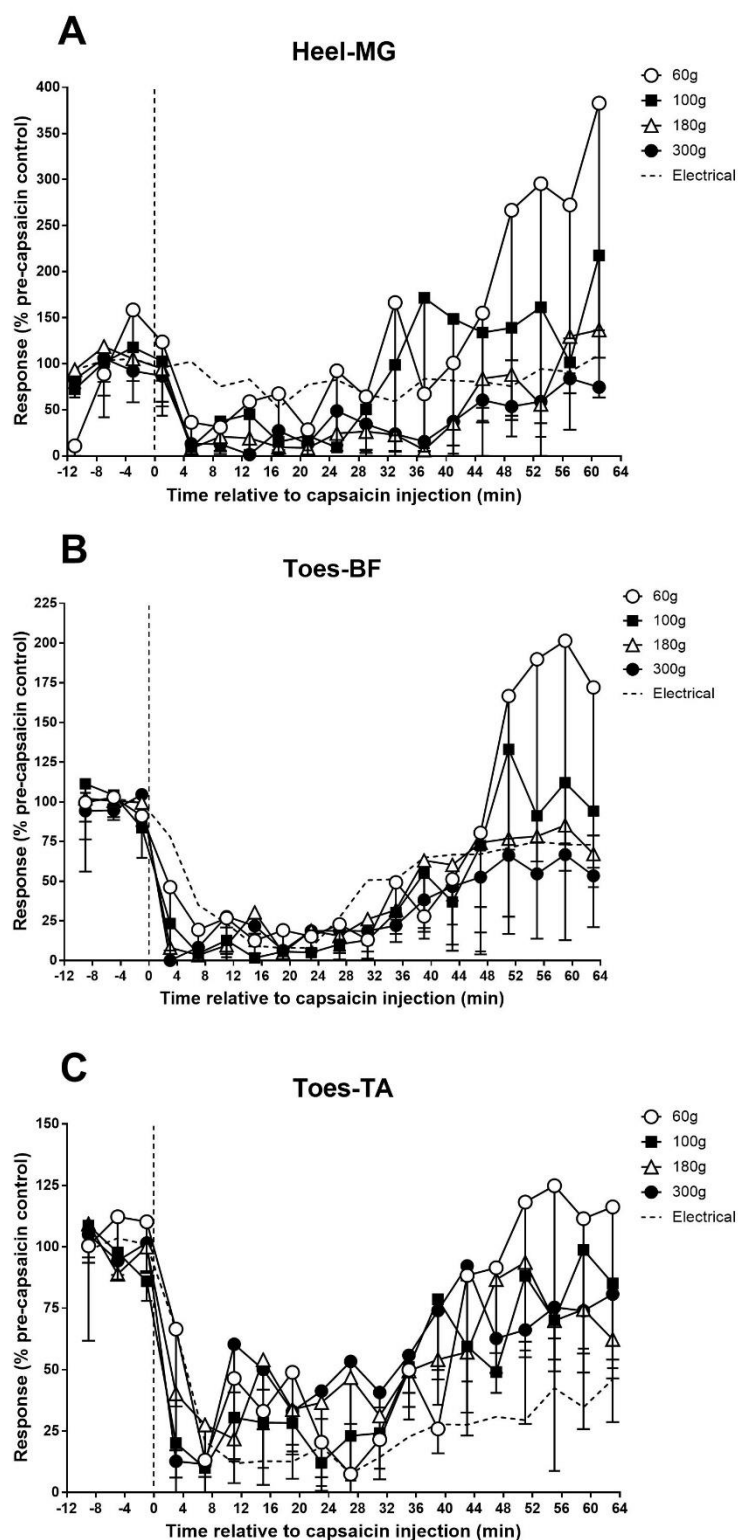 A
Heel-MG
Response (% pre-capsaicin control)
400
350
300
250
200
150
100
50
0
-12 -8 -4 0 4 8 12 16 20 24 28 32 36 40 44 48 52 56 60 64
Time relative to capsaicin injection (min)
60g
100g
180g
300g
Electrical
B
Toes-BF
Response (% pre-capsaicin control)
225
200
175
150
125
100
75
50
25
0
-12 -8 -4 0 4 8 12 16 20 24 28 32 36 40 44 48 52 56 60 64
Time relative to capsaicin injection (min)
60g
100g
180g
300g
Electrical
C
Toes-TA
Response (% pre-capsaicin control)
150
125
100
75
50
25
0
-12 -8 -4 0 4 8 12 16 20 24 28 32 36 40 44 48 52 56 60 64
Time relative to capsaicin injection (min)
60g
100g
180g
300g
Electrical